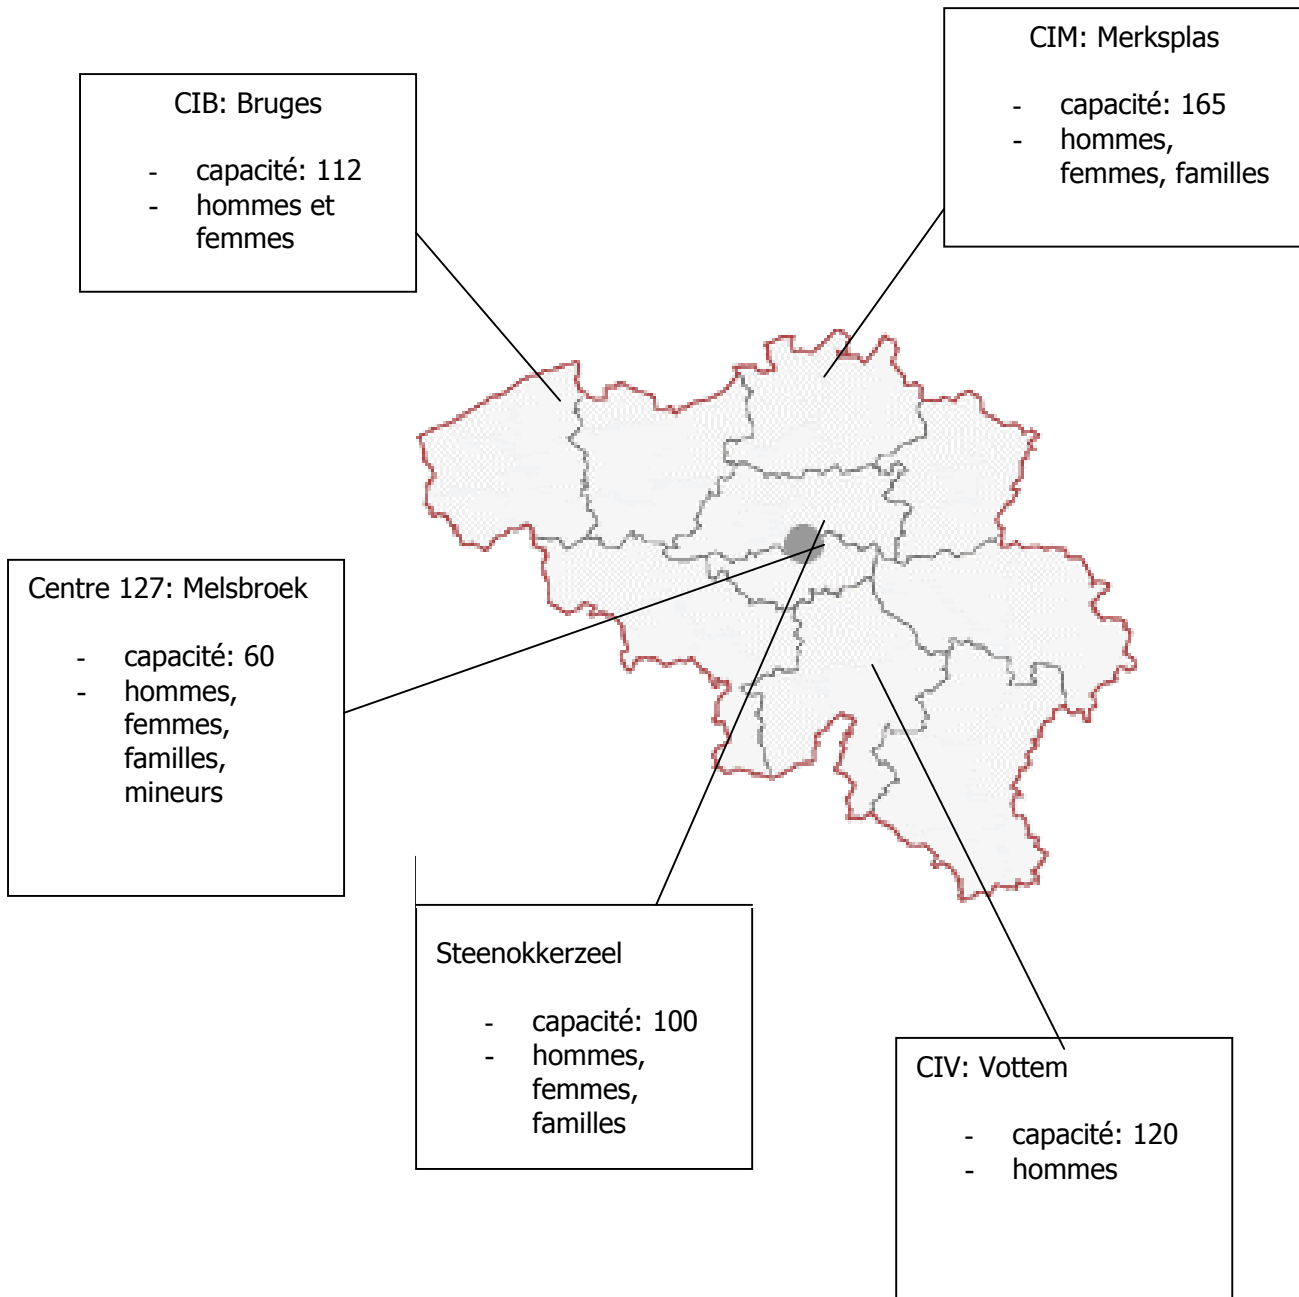 CIM: Merksplas
- capacité: 165
- hommes,
femmes, familles
CIB: Bruges
- capacité: 112
- hommes et
femmes
Centre 127: Melsbroek
- capacité: 60
- hommes,
femmes,
familles,
mineurs
Steenokkerzeel
- capacité: 100
- hommes,
femmes,
familles
CIV: Vottem
- capacité: 120
- hommes